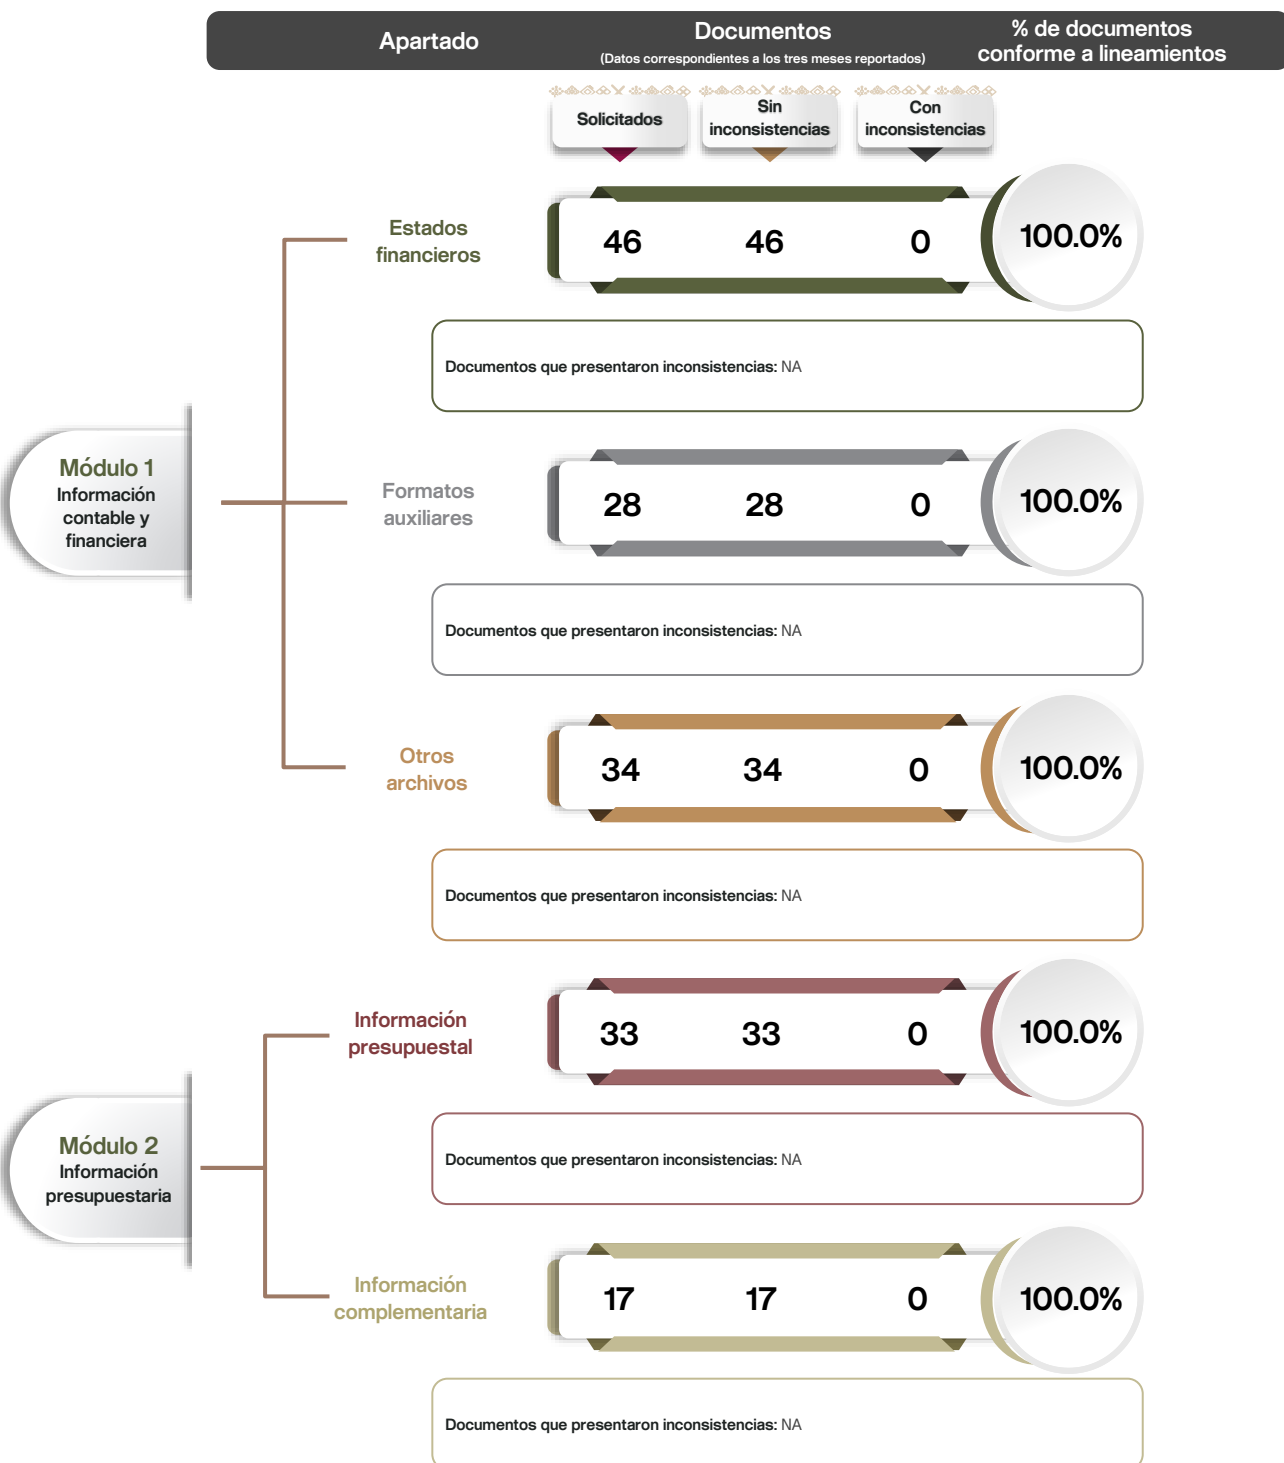 Apartado
Documentos
(Datos correspondientes a los tres meses reportados)
% de documentos
conforme a lineamientos
Solicitados
Sin
inconsistencias
Con
inconsistencias
Módulo 1
Información
contable y
financiera
Estados
financieros
46 46 0 100.0%
Documentos que presentaron inconsistencias: NA
Formatos
auxiliares
28 28 0 100.0%
Documentos que presentaron inconsistencias: NA
Otros
archivos
34 34 0 100.0%
Documentos que presentaron inconsistencias: NA
Módulo 2
Información
presupuestaria
Información
presupuestal
33 33 0 100.0%
Documentos que presentaron inconsistencias: NA
Información
complementaria
17 17 0 100.0%
Documentos que presentaron inconsistencias: NA